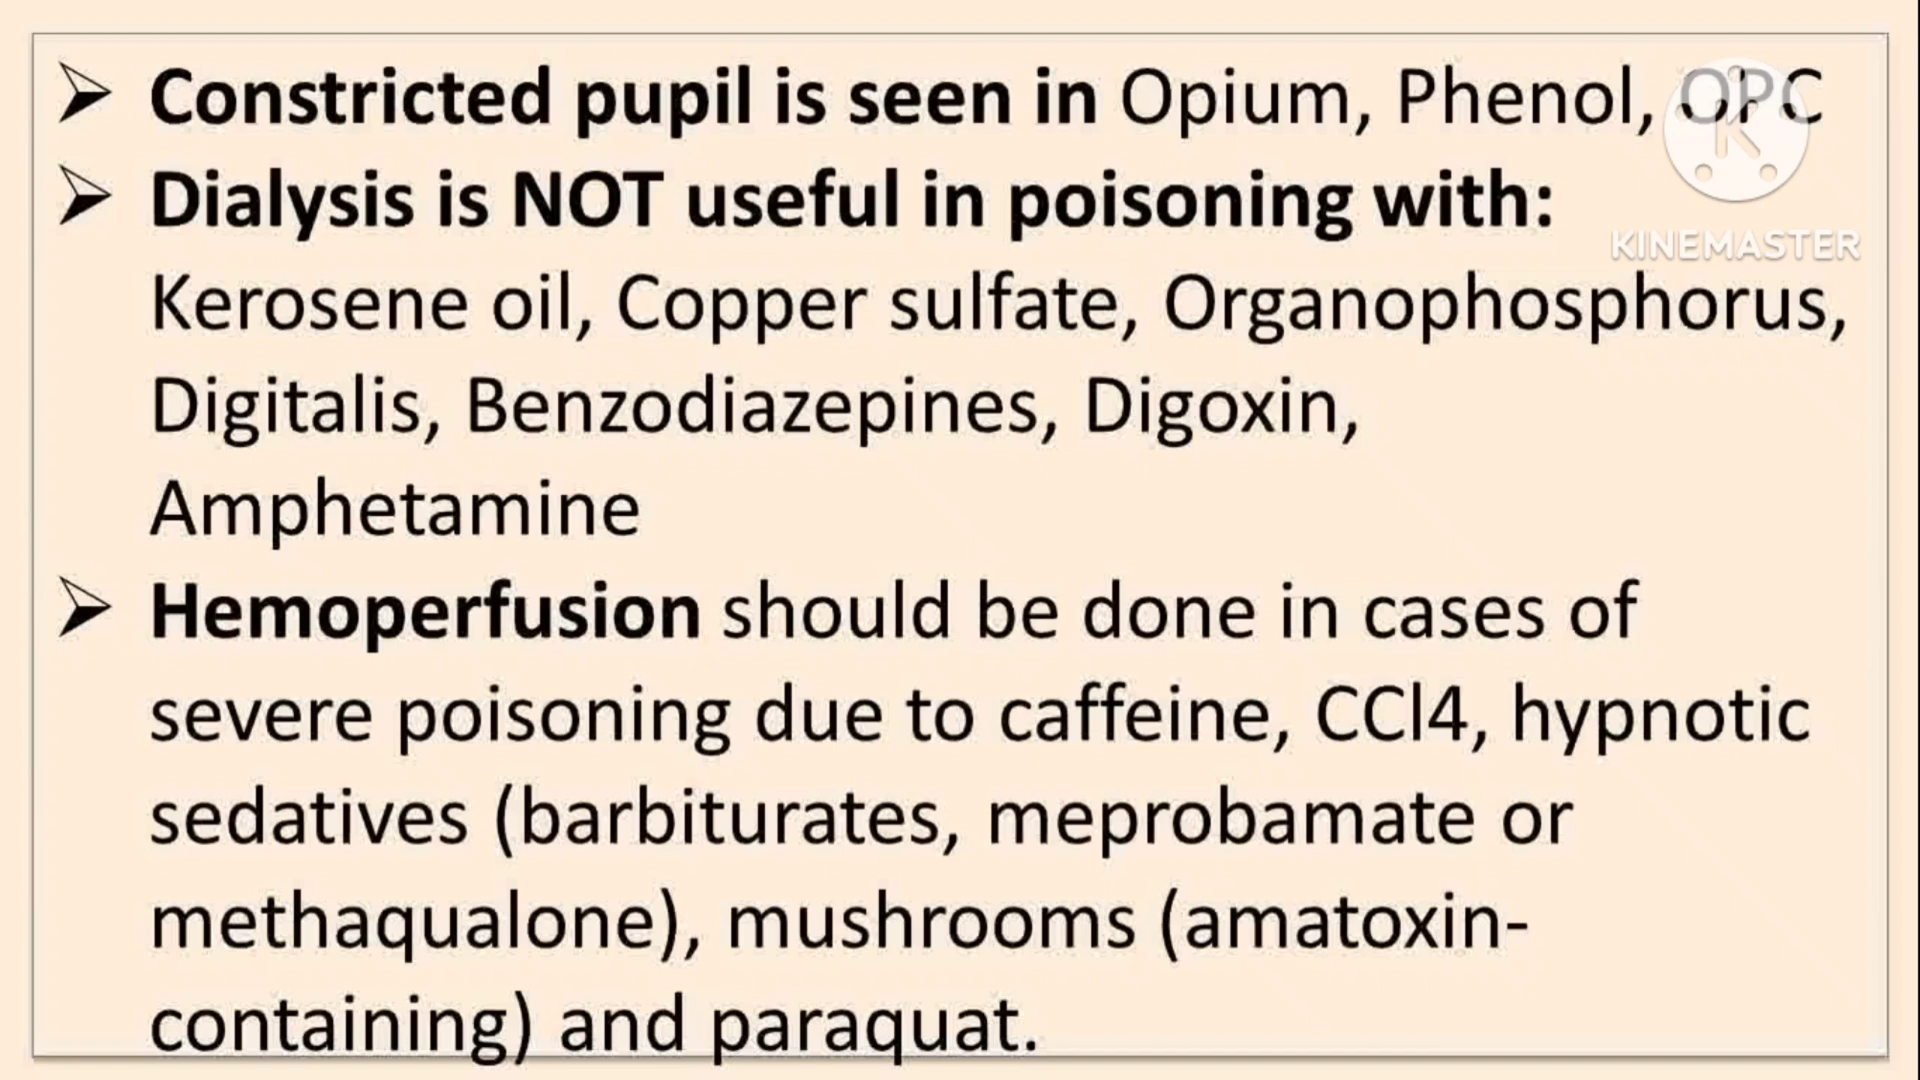 ➢ Constricted pupil is seen in Opium, Phenol, OPC
➢ Dialysis is NOT useful in poisoning with:
KINEMASTER
Kerosene oil, Copper sulfate, Organophosphorus,
Digitalis, Benzodiazepines, Digoxin,
Amphetamine
➢ Hemoperfusion should be done in cases of
severe poisoning due to caffeine, CCl4, hypnotic
sedatives (barbiturates, meprobamate or
methaqualone), mushrooms (amatoxin-
containing) and paraquat.